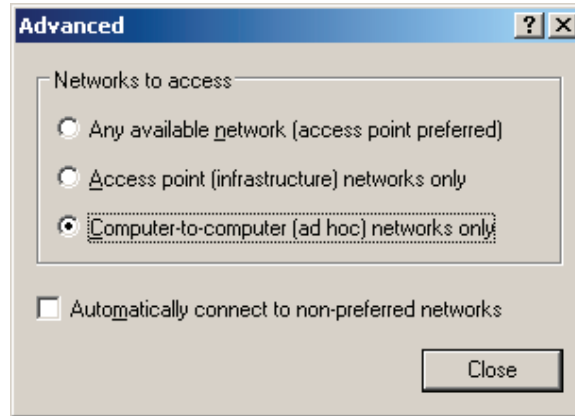 Advanced
Networks to access
Any available network (access point preferred)
Access point (infrastructure) networks only
Computer-to-computer (ad hoc) networks only
Automatically connect to non-preferred networks
Close